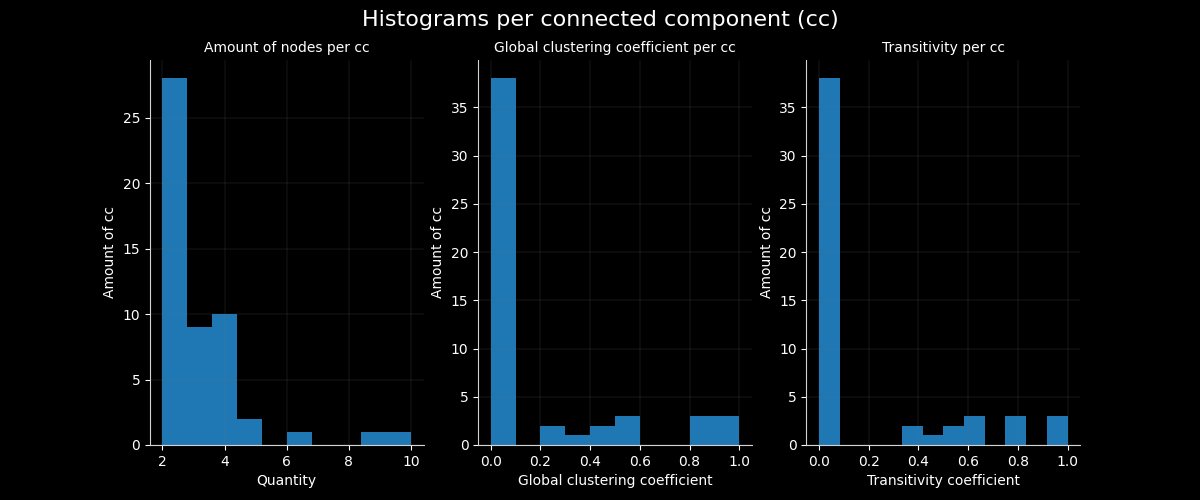 Histograms per connected component (cc)
Amount of nodes per cc
Amount of cc
25
20
15
10
5
0
2 4 6 8 10
Quantity
Global clustering coefficient per cc
Amount of cc
35
30
25
20
15
10
5
0
0.0 0.2 0.4 0.6 0.8 1.0
Global clustering coefficient
Transitivity per cc
Amount of cc
35
30
25
20
15
10
5
0
0.0 0.2 0.4 0.6 0.8 1.0
Transitivity coefficient